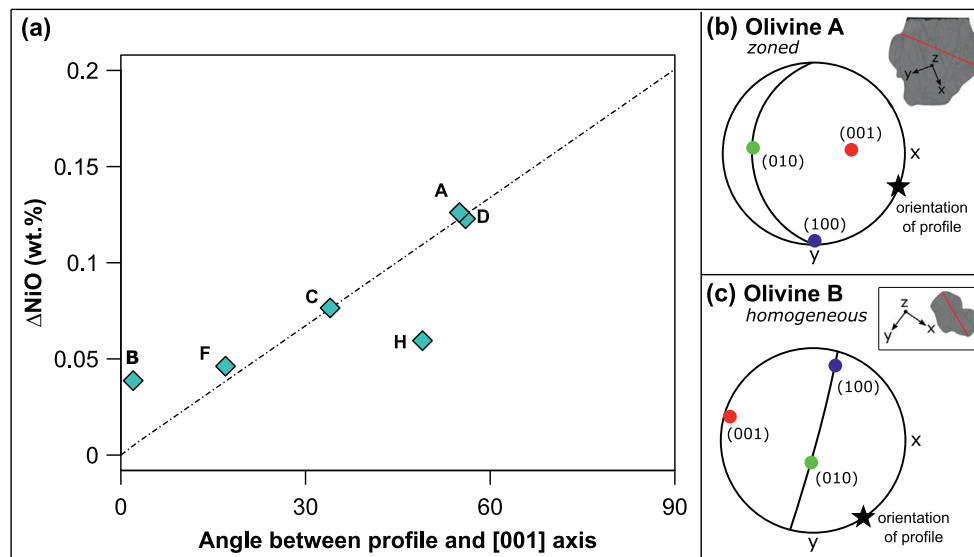 (a)
ΔNiO (wt.%)
0.2
0.15
0.1
0.05
0
A
D
C
H
F
B
0
30
60
90
Angle between profile and [001] axis
(b) Olivine A
zoned
z
y
x
(001)
(010)
x
orientation
of profile
(100)
y
(c) Olivine B
homogeneous
z
y
x
(100)
(001)
x
(010)
orientation
of profile
y